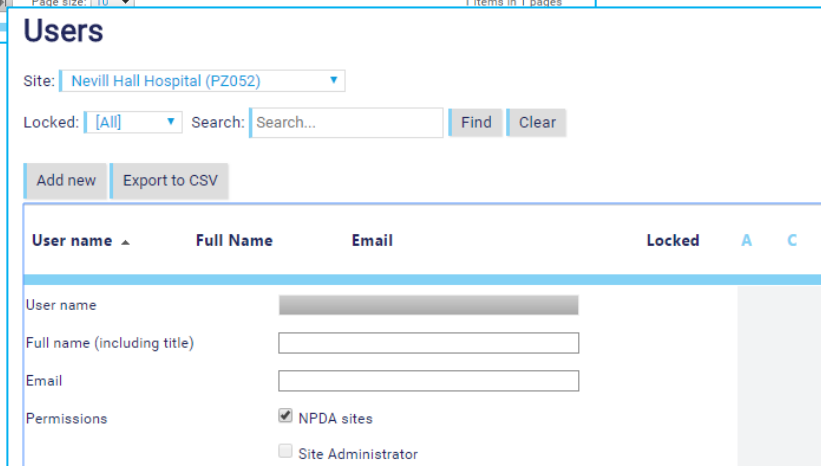 Page size: 10 1 items in 1 pages
Users
Site: Nevill Hall Hospital (PZ052)
Locked: [All] Search: Search... Find Clear
Add new Export to CSV
User name Full Name Email Locked A C
User name
Full name (including title)
Email
Permissions NPDA sites
Site Administrator